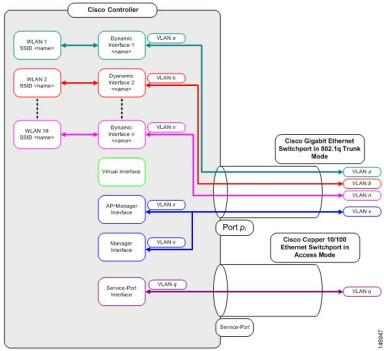 Cisco Controller
WLAN 1
SSID <name>
Dynamic
Interface 1
<name>
VLAN a
WLAN 2
SSID <name>
Dyanamic
Interface 2
<name>
VLAN b
WLAN 16
SSID <name>
Dynamic
Interface n
<name>
VLAN n
Cisco Gigabit Ethernet
Switchport in 802.1q Trunk
Mode
Virtual Interface
VLAN a
VLAN b
VLAN n
AP-Manager
Interface
VLAN x
VLAN x
Port pi
Manager
Interface
VLAN x
Cisco Copper 10/100
Ethernet Switchport in
Access Mode
Service-Port
Interface
VLAN q
VLAN q
Service-Port
146947